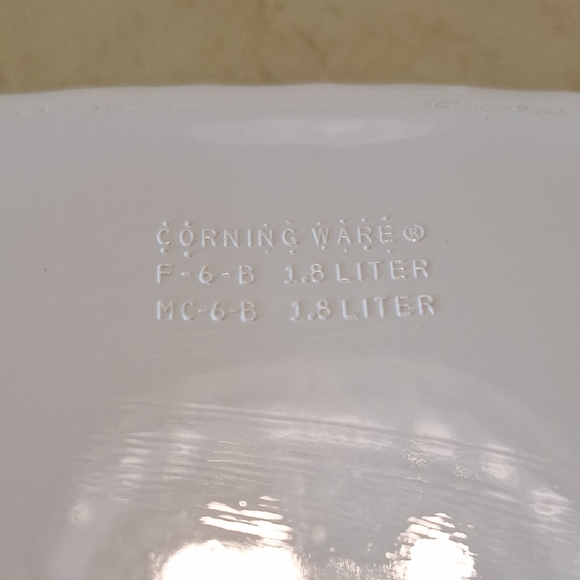 CORNING WARE®
F-6-B 1.8 LITER
MC-6-B 1.8 LITER